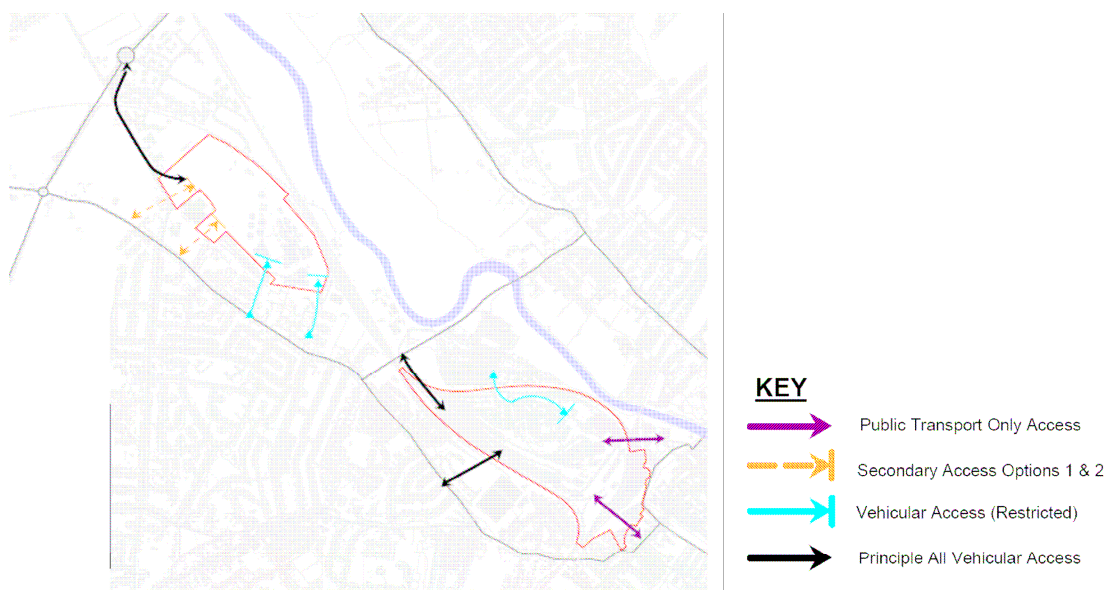 KEY
Public Transport Only Access
Secondary Access Options 1 & 2
Vehicular Access (Restricted)
Principle All Vehicular Access